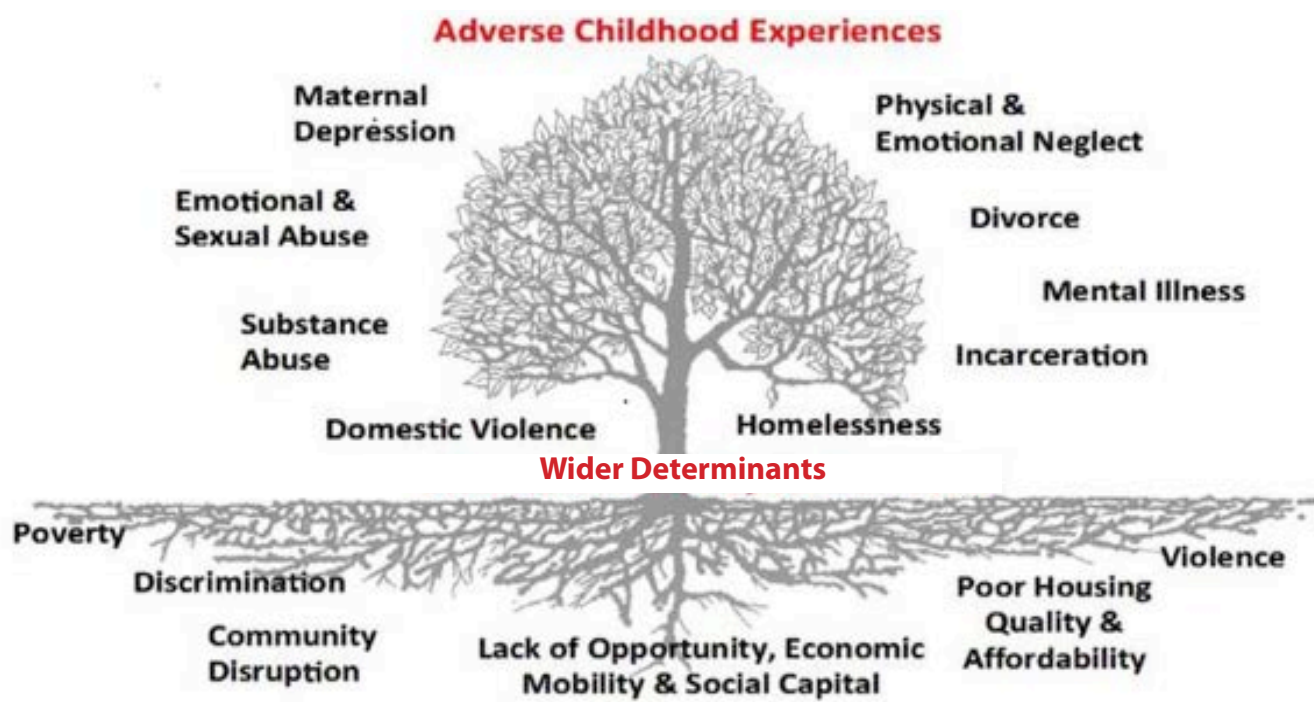 Adverse Childhood Experiences
Maternal
Depression
Physical &
Emotional Neglect
Emotional &
Sexual Abuse
Divorce
Mental Illness
Substance
Abuse
Incarceration
Domestic Violence
Homelessness
Wider Determinants
Poverty
Violence
Discrimination
Poor Housing
Quality &
Affordability
Community
Disruption
Lack of Opportunity, Economic
Mobility & Social Capital